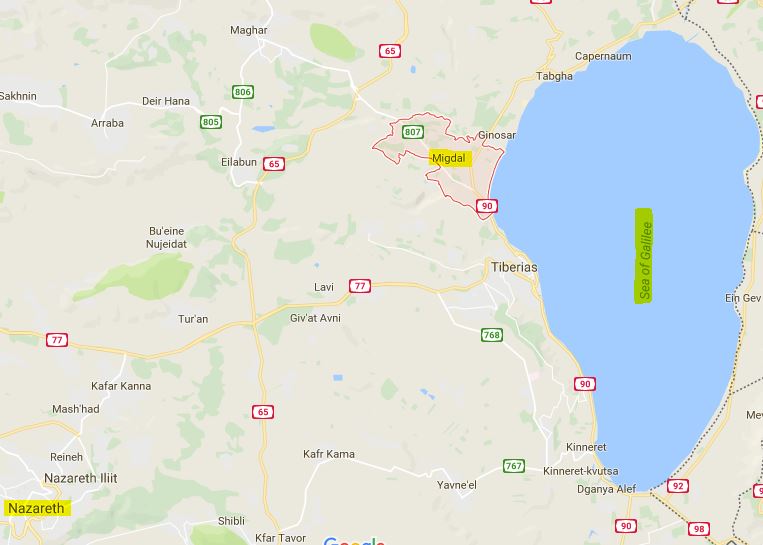 Maghar
65
Capernaum
Tabgha
806
Sakhnin
Deir Hana
805
Arraba
807
Ginosar
Migdal
Eilabun
65
90
Bu'eine
Nujeidat
Sea of Galilee
Tiberias
Lavi
77
Ein Gev
Tur'an
Giv'at Avni
77
768
Kafar Kanna
90
Mash'had
65
Kinneret
Reineh
Kafr Kama
767
Kinneret-kvutsa
Nazareth Illit
Yavne'el
Dganya Alef
92
Nazareth
Shibli
90
98
Kfar Tavor
Google